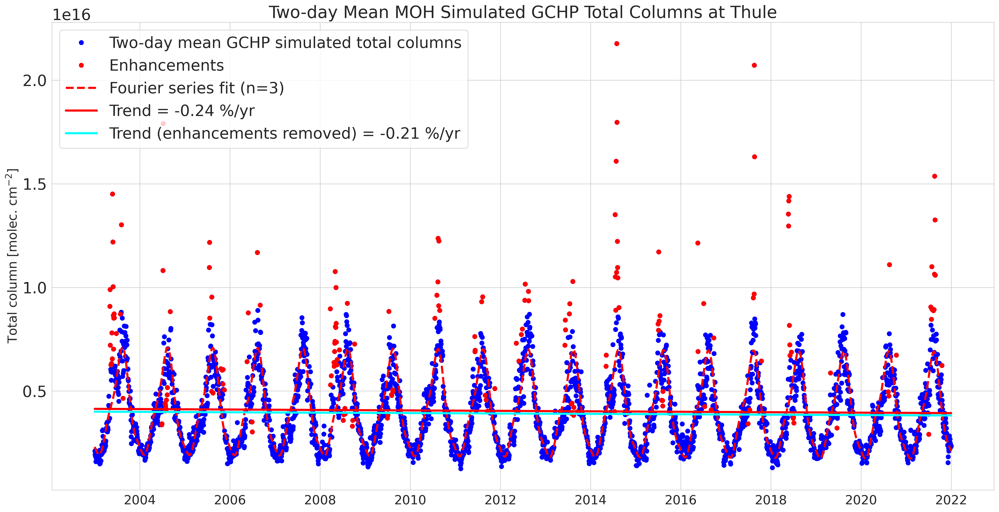 Two-day Mean MOH Simulated GCHP Total Columns at Thule
1e16
Two-day mean GCHP simulated total columns
Enhancements
Fourier series fit (n=3)
Trend = -0.24 %/yr
Trend (enhancements removed) = -0.21 %/yr
Total column [molec. cm⁻²]
2.0
1.5
1.0
0.5
2004 2006 2008 2010 2012 2014 2016 2018 2020 2022